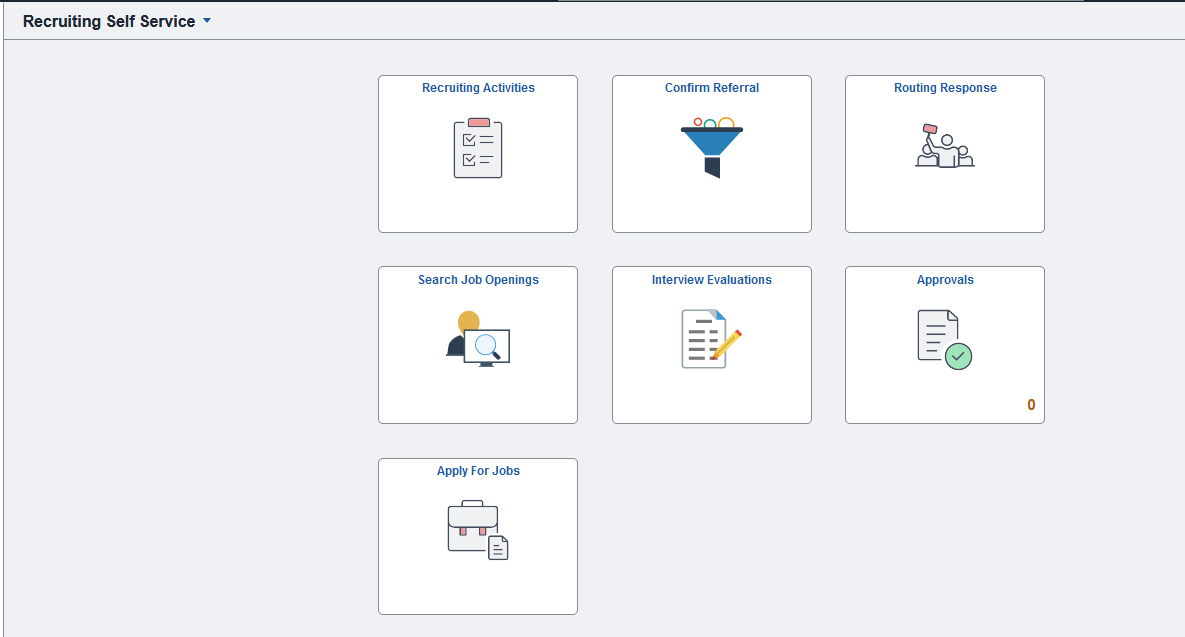 Recruiting Self Service
Recruiting Activities
Confirm Referral
Routing Response
Search Job Openings
Interview Evaluations
Approvals
0
Apply For Jobs